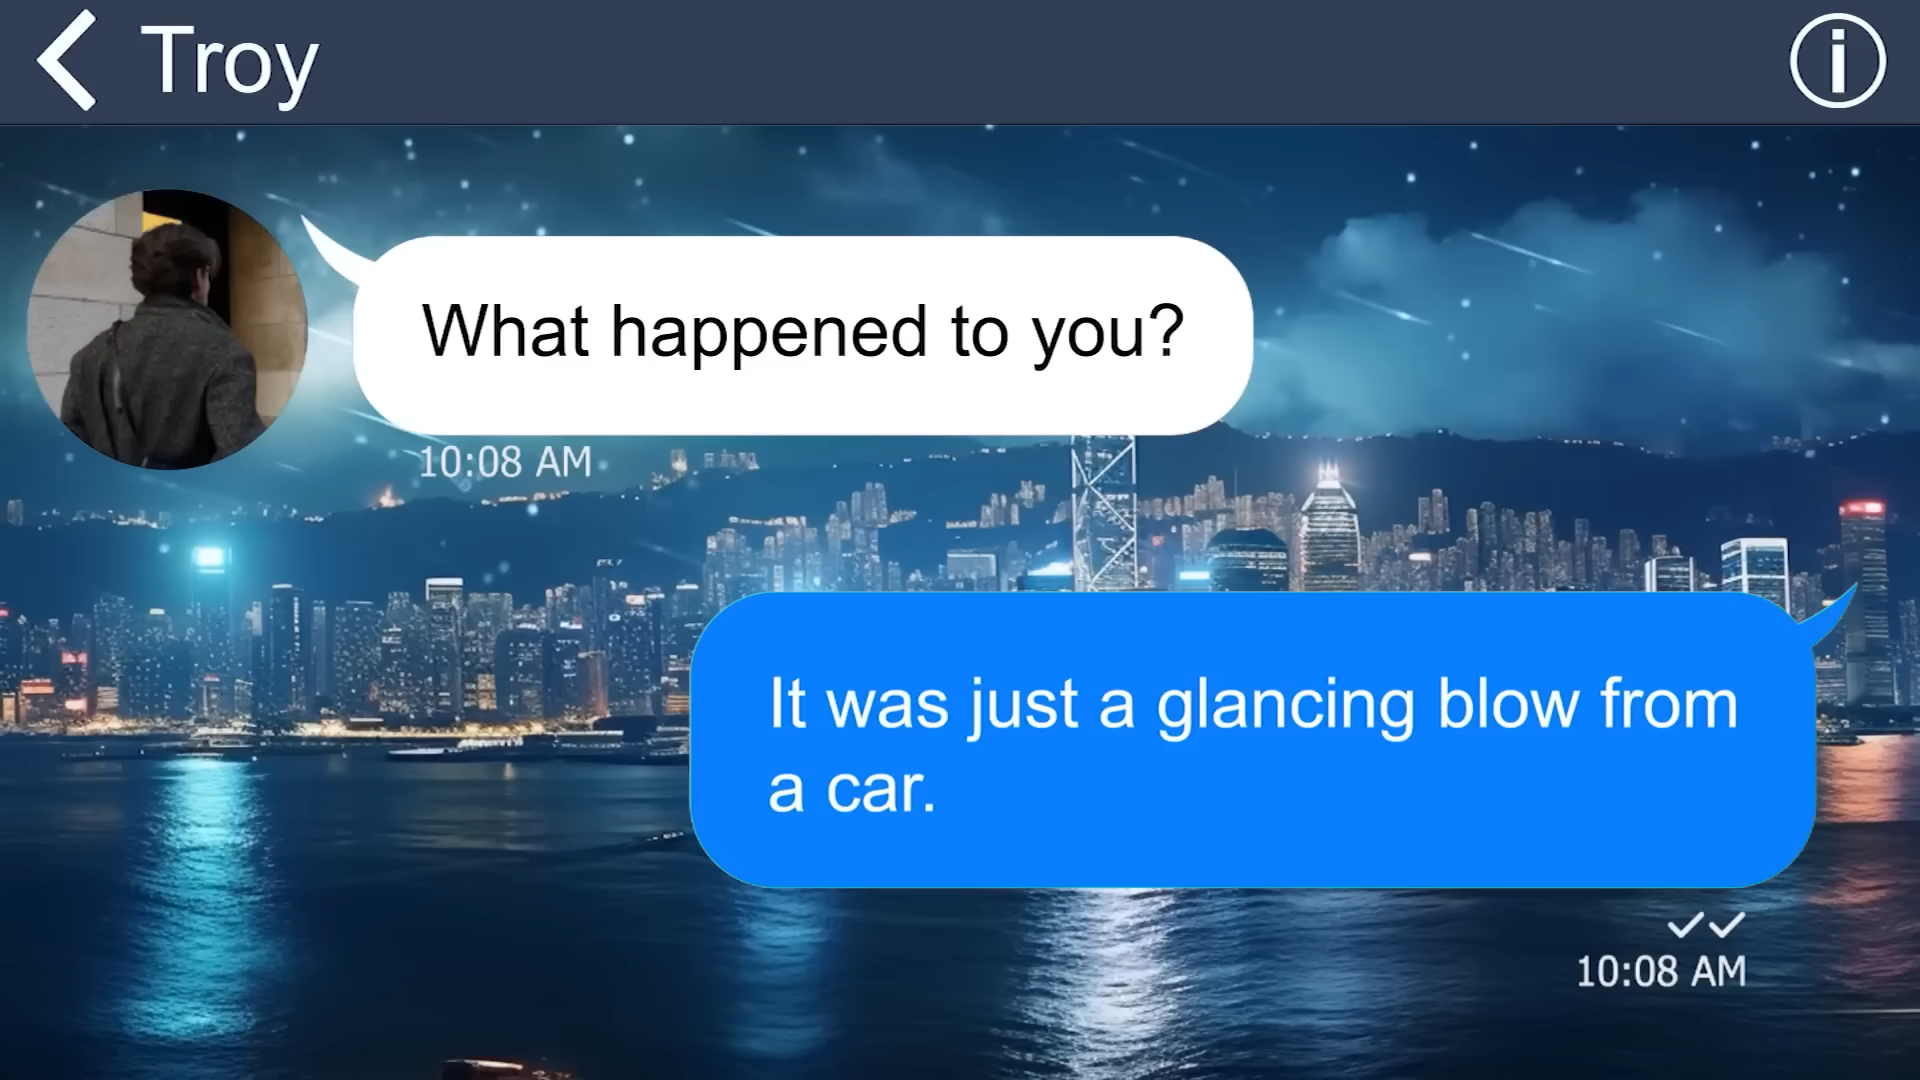 Troy
What happened to you?
10:08 AM
It was just a glancing blow from
a car.
10:08 AM